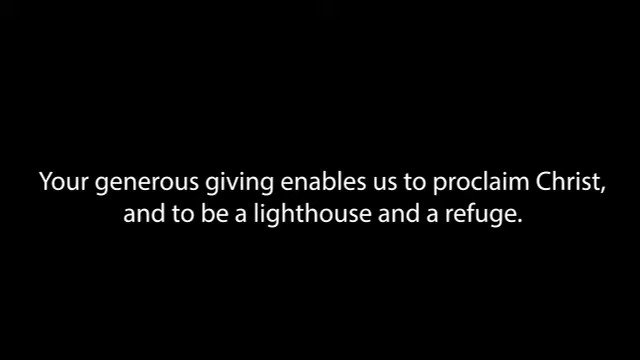 Your generous giving enables us to proclaim Christ,
and to be a lighthouse and a refuge.